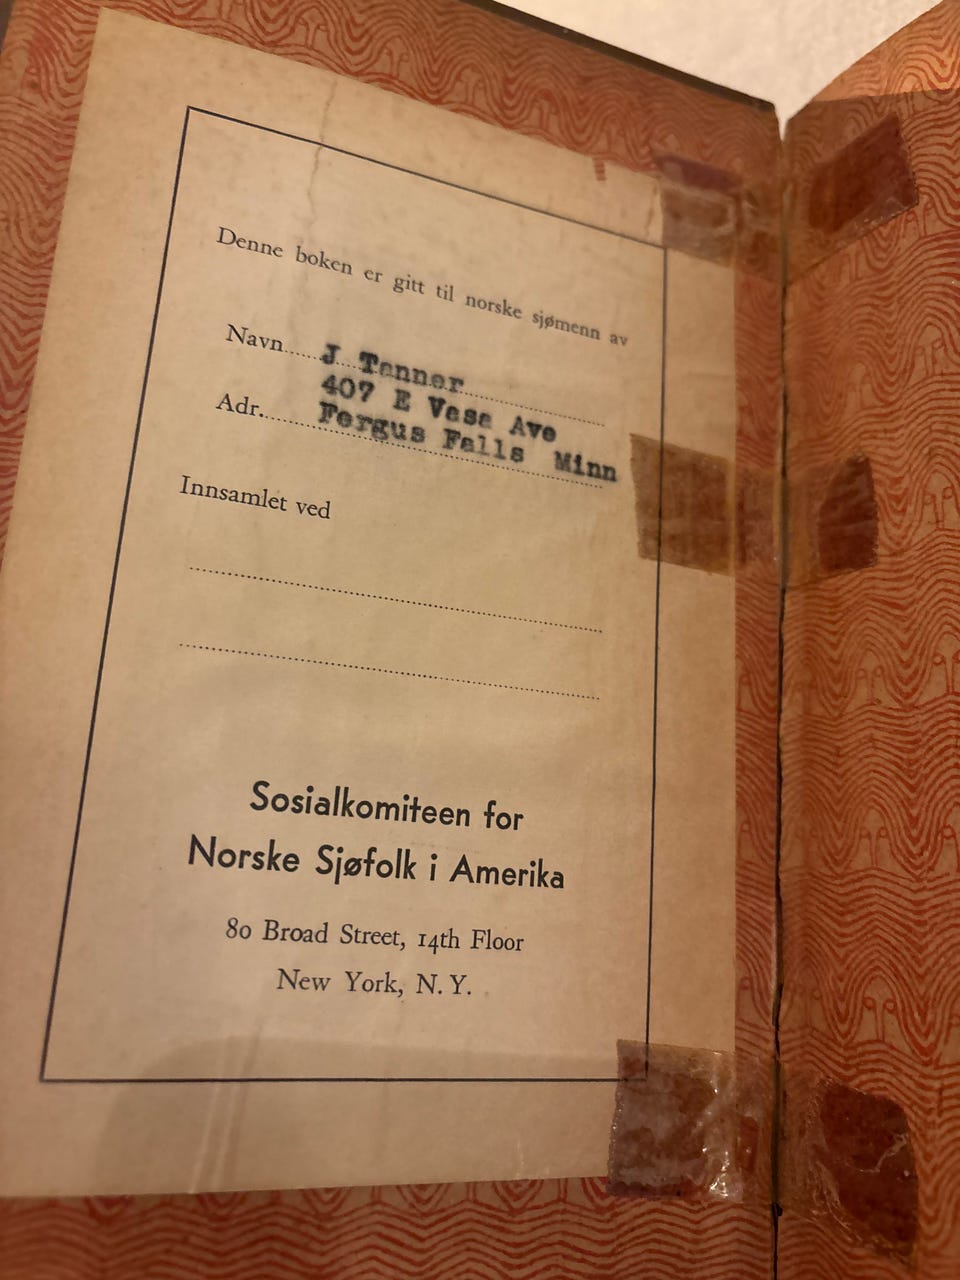 Denne boken er gitt til norske sjømenn av
Navn J Tanner
407 E Vasa Ave
Adr. Fergus Falls Minn
Innsamlet ved
Sosialkomiteen for
Norske Sjøfolk i Amerika
80 Broad Street, 14th Floor
New York, N. Y.